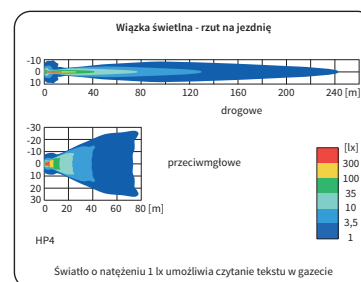 Wiązka świetlna - rzut na jezdnię
-10
0
10
0 40 80 120 160 200 240 [m]
drogowe
-30
-20
-10
0
10
20
30
0 20 40 60 80 [m]
przeciwmgłowe
[lx]
300
100
35
10
3,5
1
HP4
Światło o natężeniu 1 lx umożliwia czytanie tekstu w gazecie